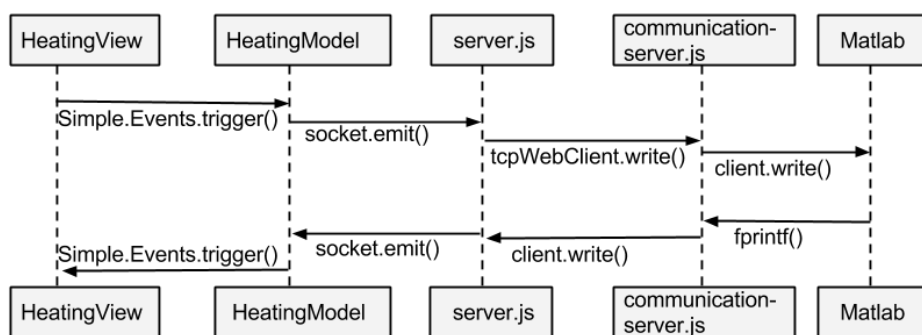 HeatingView
HeatingModel
server.js
communication-
server.js
Matlab
Simple.Events.trigger()
socket.emit()
tcpWebClient.write()
client.write()
fprintf()
client.write()
socket.emit()
Simple.Events.trigger()
HeatingView
HeatingModel
server.js
communication-
server.js
Matlab